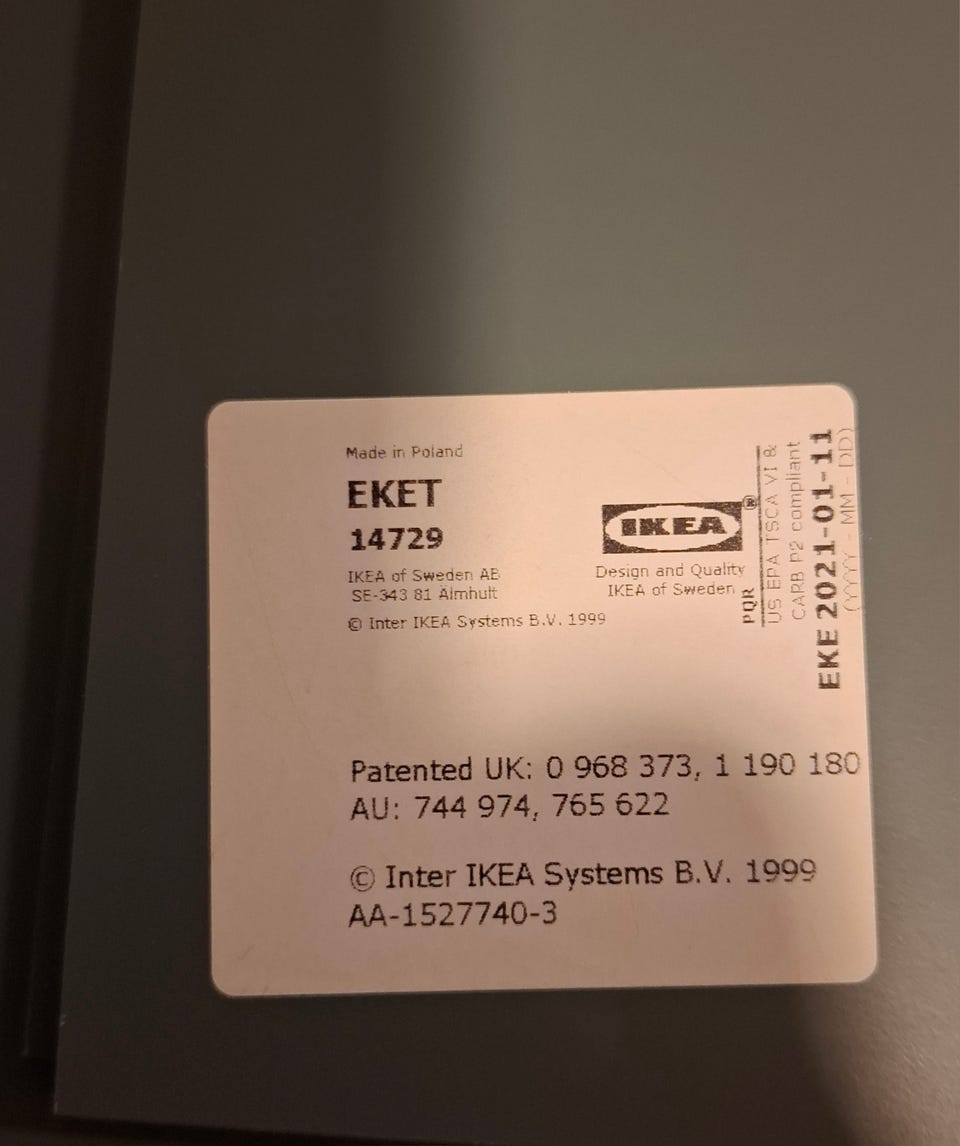 Made in Poland
EKET
14729
IKEA of Sweden AB
SE-343 81 Älmhult
© Inter IKEA Systems B.V. 1999
IKEA®
Design and Quality
IKEA of Sweden
PQR
US EPA TSCA VI &
CARB P2 compliant
EKE 2021-01-11
(YYYY - MM - DD)
Patented UK: 0 968 373, 1 190 180
AU: 744 974, 765 622
© Inter IKEA Systems B.V. 1999
AA-1527740-3